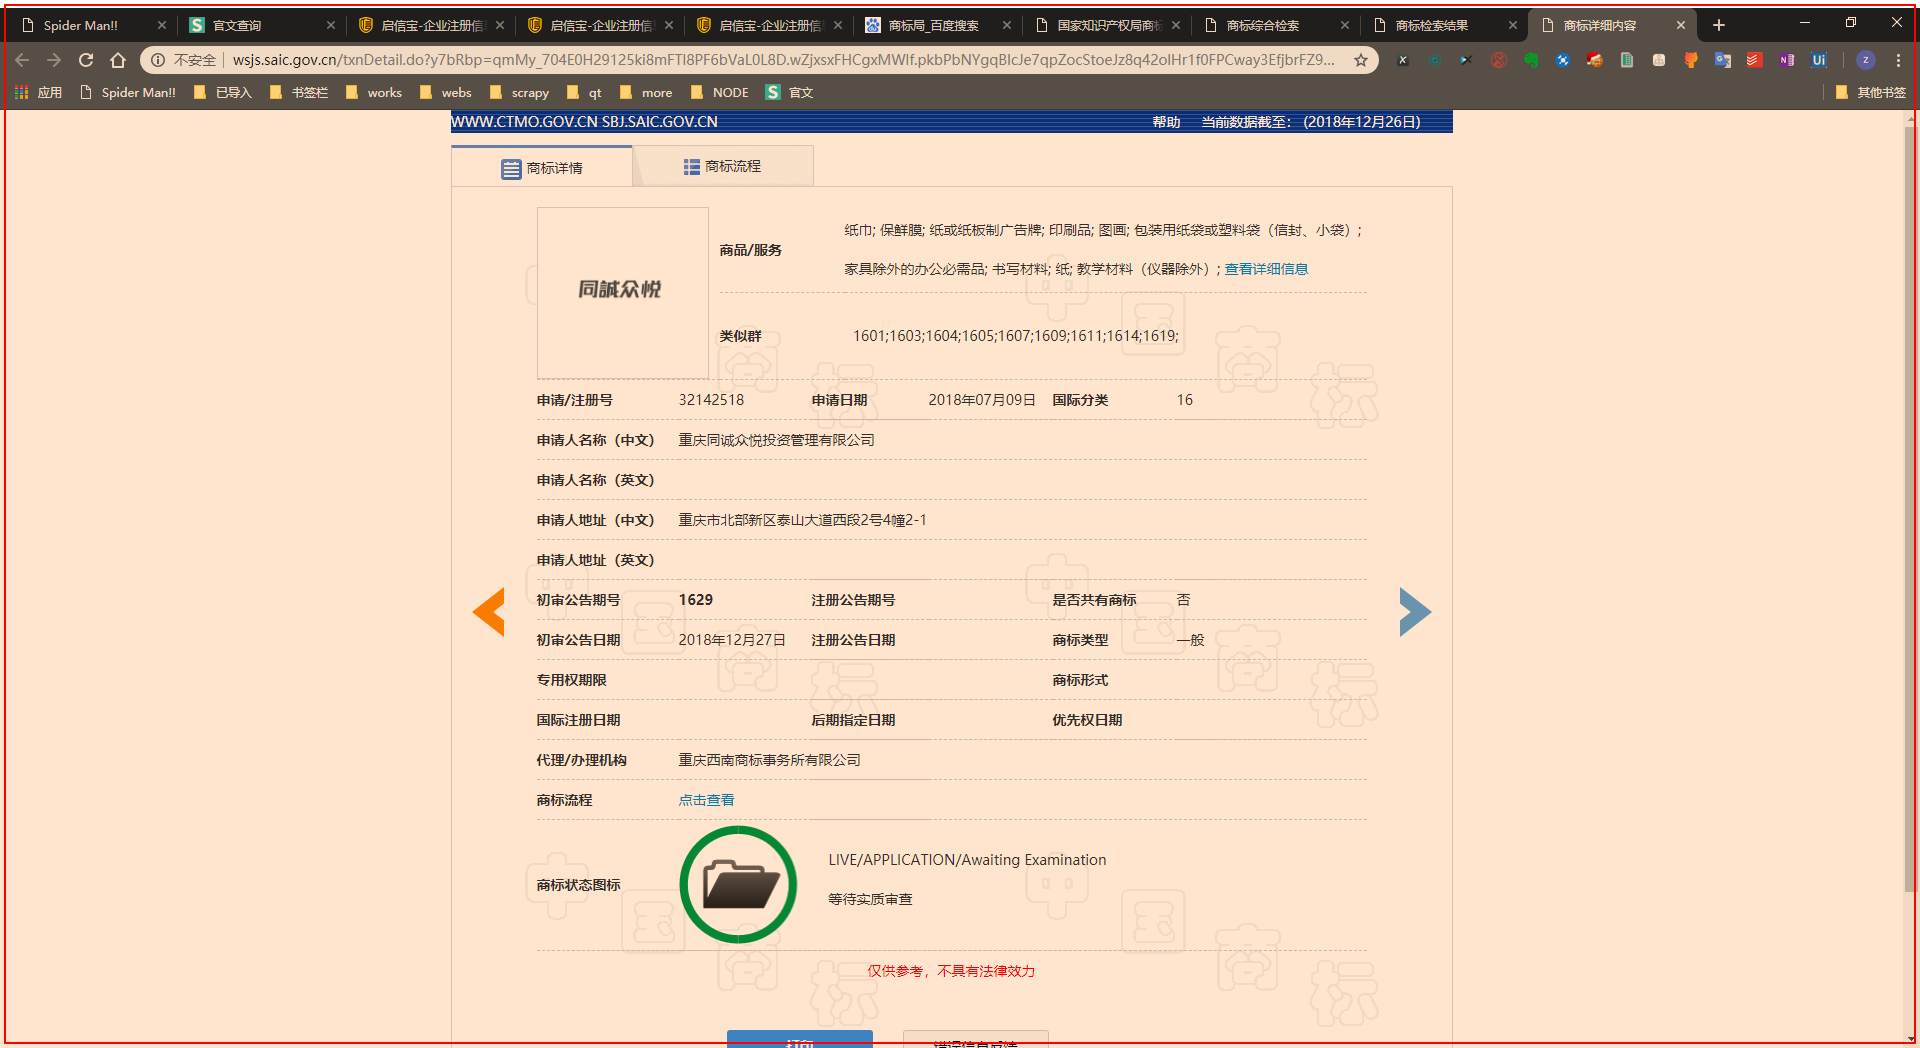 Spider Man!!
官文查询
启信宝-企业注册信
启信宝-企业注册信
启信宝-企业注册信
商标局_百度搜索
国家知识产权局商标
商标综合检索
商标检索结果
商标详细内容
不安全 wsjs.saic.gov.cn/txnDetail.do?y7bRbp=qmMy_704E0H29125ki8mFTl8PF6bVaL0L8D.wZjxsxFHCgxMWlf.pkbPbNYgqBlcJe7qpZocStoeJz8q42olHr1f0FPCway3EfjbrFZ9...
应用 Spider Man!! 已导入 书签栏 works webs scrapy qt more NODE 官文 其他书签
WWW.CTMO.GOV.CN SBJ.SAIC.GOV.CN 帮助 当前数据截至：(2018年12月26日)
商标详情 商标流程
同誠众悦
商品/服务
纸巾; 保鲜膜; 纸或纸板制广告牌; 印刷品; 图画; 包装用纸袋或塑料袋（信封、小袋）;
家具除外的办公必需品; 书写材料; 纸; 教学材料（仪器除外）; 查看详细信息
类似群 1601;1603;1604;1605;1607;1609;1611;1614;1619;
申请/注册号 32142518 申请日期 2018年07月09日 国际分类 16
申请人名称（中文） 重庆同诚众悦投资管理有限公司
申请人名称（英文）
申请人地址（中文） 重庆市北部新区泰山大道西段2号4幢2-1
申请人地址（英文）
初审公告期号 1629 注册公告期号 是否共有商标 否
初审公告日期 2018年12月27日 注册公告日期 商标类型 一般
专用权期限 商标形式
国际注册日期 后期指定日期 优先权日期
代理/办理机构 重庆西南商标事务所有限公司
商标流程 点击查看
商标状态图标
LIVE/APPLICATION/Awaiting Examination
等待实质审查
仅供参考，不具有法律效力
打印 错误信息反馈
中国商标